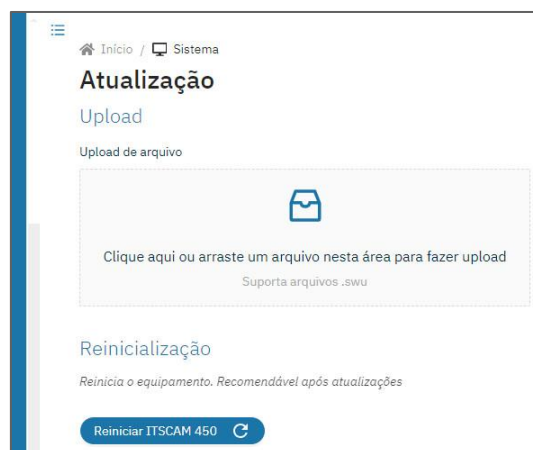 Início / Sistema
Atualização
Upload
Upload de arquivo
Clique aqui ou arraste um arquivo nesta área para fazer upload
Suporta arquivos .swu
Reinicialização
Reinicia o equipamento. Recomendável após atualizações
Reiniciar ITSCAM 450